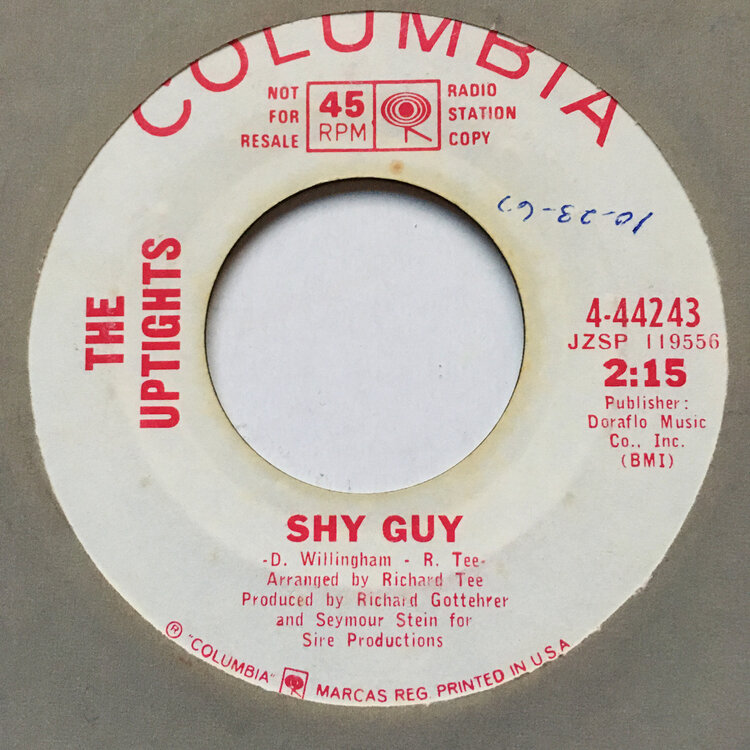 COLUMBIA
NOT
FOR
RESALE
45
RPM
RADIO
STATION
COPY
10-23-67
THE
UPTIGHTS
4-44243
JZSP 119556
2:15
Publisher:
Doraflo Music
Co., Inc.
(BMI)
SHY GUY
-D. Willingham - R. Tee-
Arranged by Richard Tee
Produced by Richard Gottehrer
and Seymour Stein for
Sire Productions
® "COLUMBIA" MARCAS REG. PRINTED IN U.S.A.